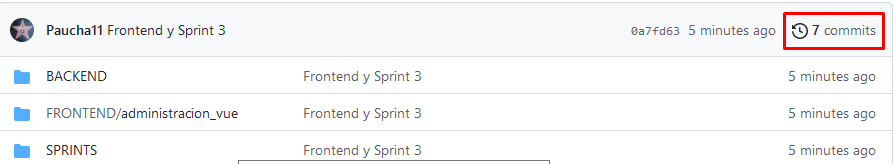 Paucha11 Frontend y Sprint 3 0a7fd63 5 minutes ago 7 commits
BACKEND Frontend y Sprint 3 5 minutes ago
FRONTEND/administracion_vue Frontend y Sprint 3 5 minutes ago
SPRINTS Frontend y Sprint 3 5 minutes ago